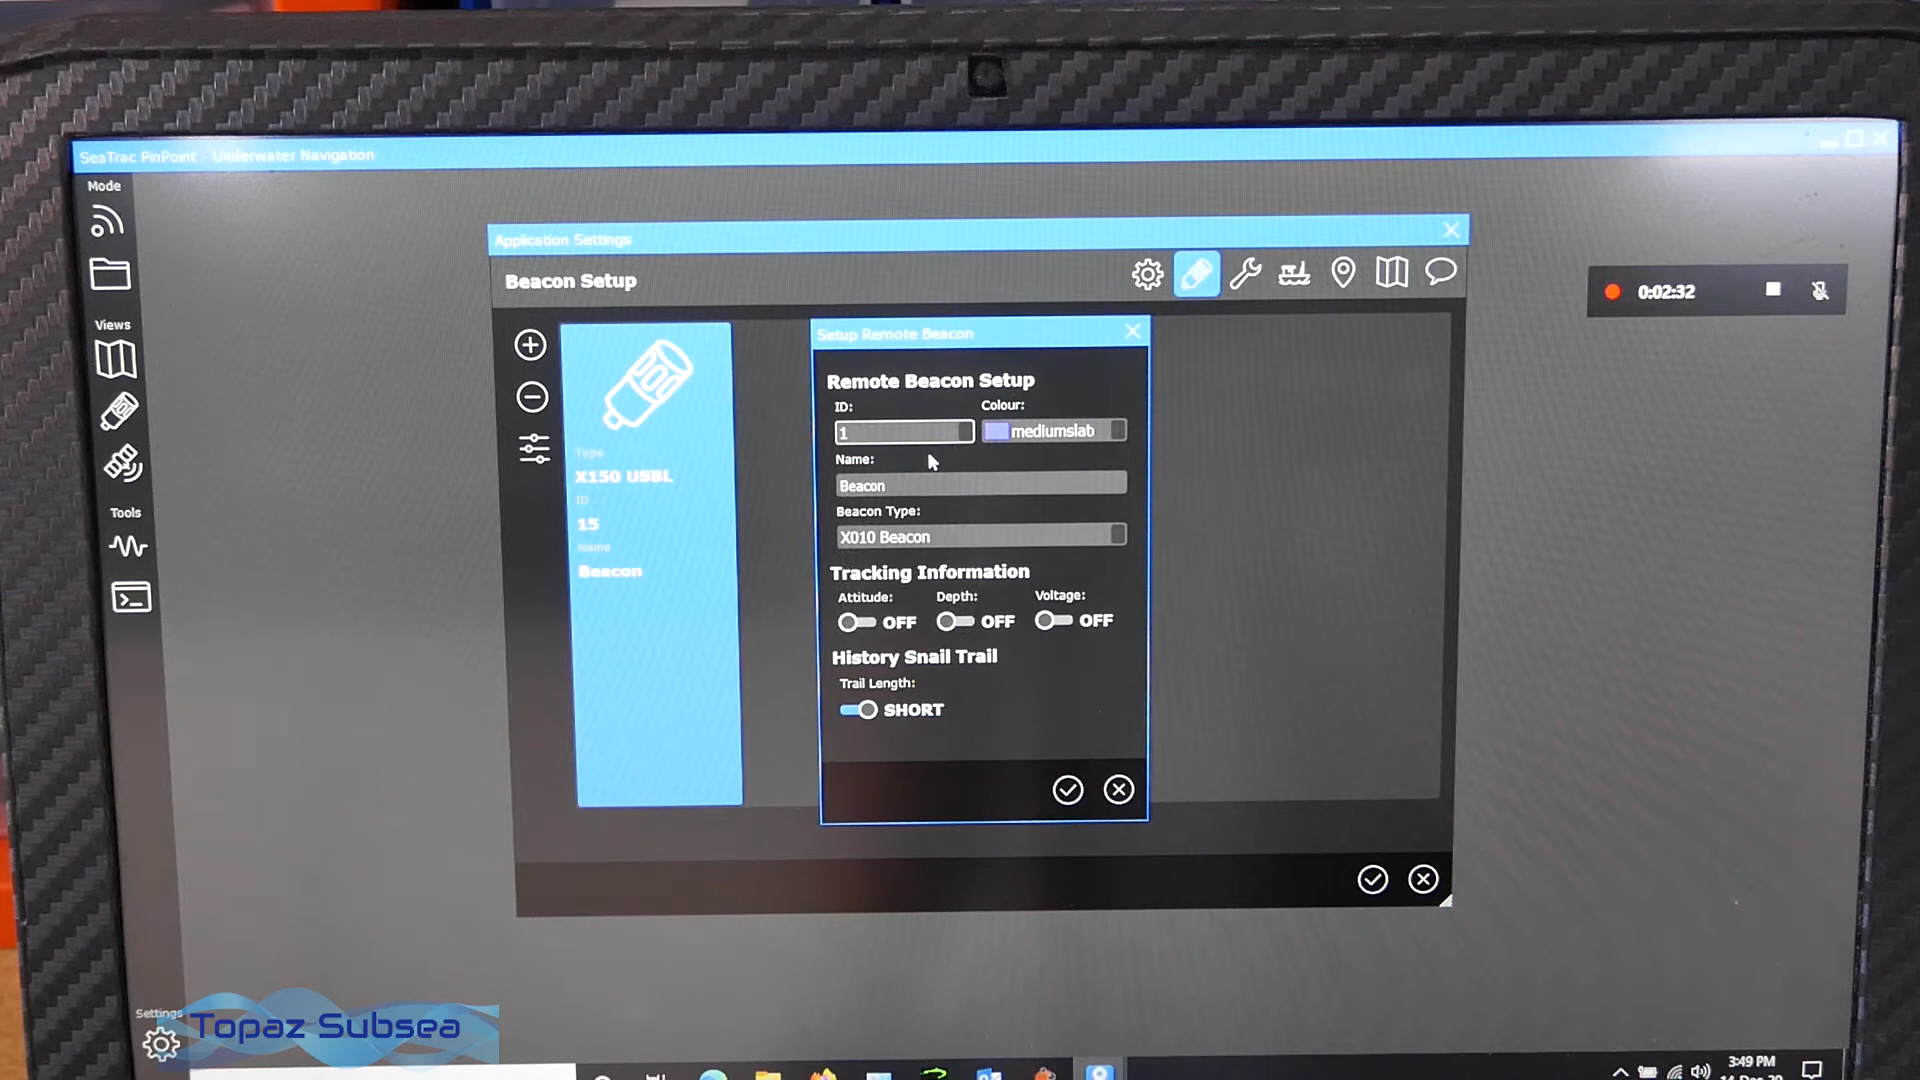 SeaTrac PinPoint - Underwater Navigation
Mode
Views
Tools
Settings
Application Settings
Beacon Setup
Type
X150 USBL
ID
15
Name
Beacon
Setup Remote Beacon
Remote Beacon Setup
ID:
Colour:
1
mediumslat
Name:
Beacon
Beacon Type:
X010 Beacon
Tracking Information
Attitude:
Depth:
Voltage:
OFF
OFF
OFF
History Snail Trail
Trail Length:
SHORT
0:02:32
Topaz Subsea
3:49 PM